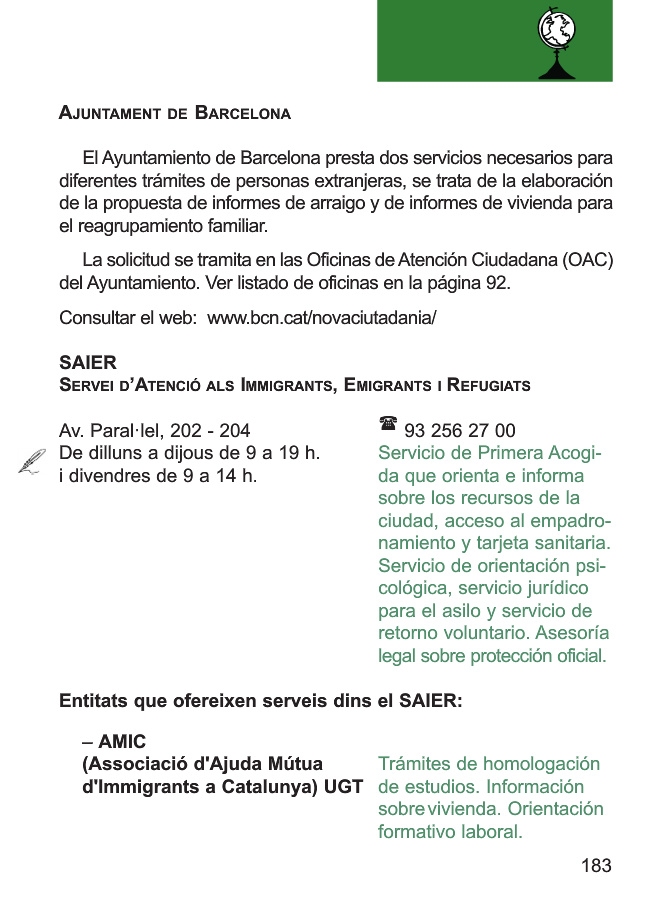 AJUNTAMENT DE BARCELONA
El Ayuntamiento de Barcelona presta dos servicios necesarios para
diferentes trámites de personas extranjeras, se trata de la elaboración
de la propuesta de informes de arraigo y de informes de vivienda para
el reagrupamiento familiar.
La solicitud se tramita en las Oficinas de Atención Ciudadana (OAC)
del Ayuntamiento. Ver listado de oficinas en la página 92.
Consultar el web: www.bcn.cat/novaciutadania/
SAIER
SERVEI D'ATENCIÓ ALS IMMIGRANTS, EMIGRANTS I REFUGIATS
Av. Paral·lel, 202 - 204
De dilluns a dijous de 9 a 19 h.
i divendres de 9 a 14 h.
☎ 93 256 27 00
Servicio de Primera Acogi-
da que orienta e informa
sobre los recursos de la
ciudad, acceso al empadro-
namiento y tarjeta sanitaria.
Servicio de orientación psi-
cológica, servicio jurídico
para el asilo y servicio de
retorno voluntario. Asesoría
legal sobre protección oficial.
Entitats que ofereixen serveis dins el SAIER:
– AMIC
(Associació d'Ajuda Mútua
d'Immigrants a Catalunya) UGT
Trámites de homologación
de estudios. Información
sobre vivienda. Orientación
formativo laboral.
183